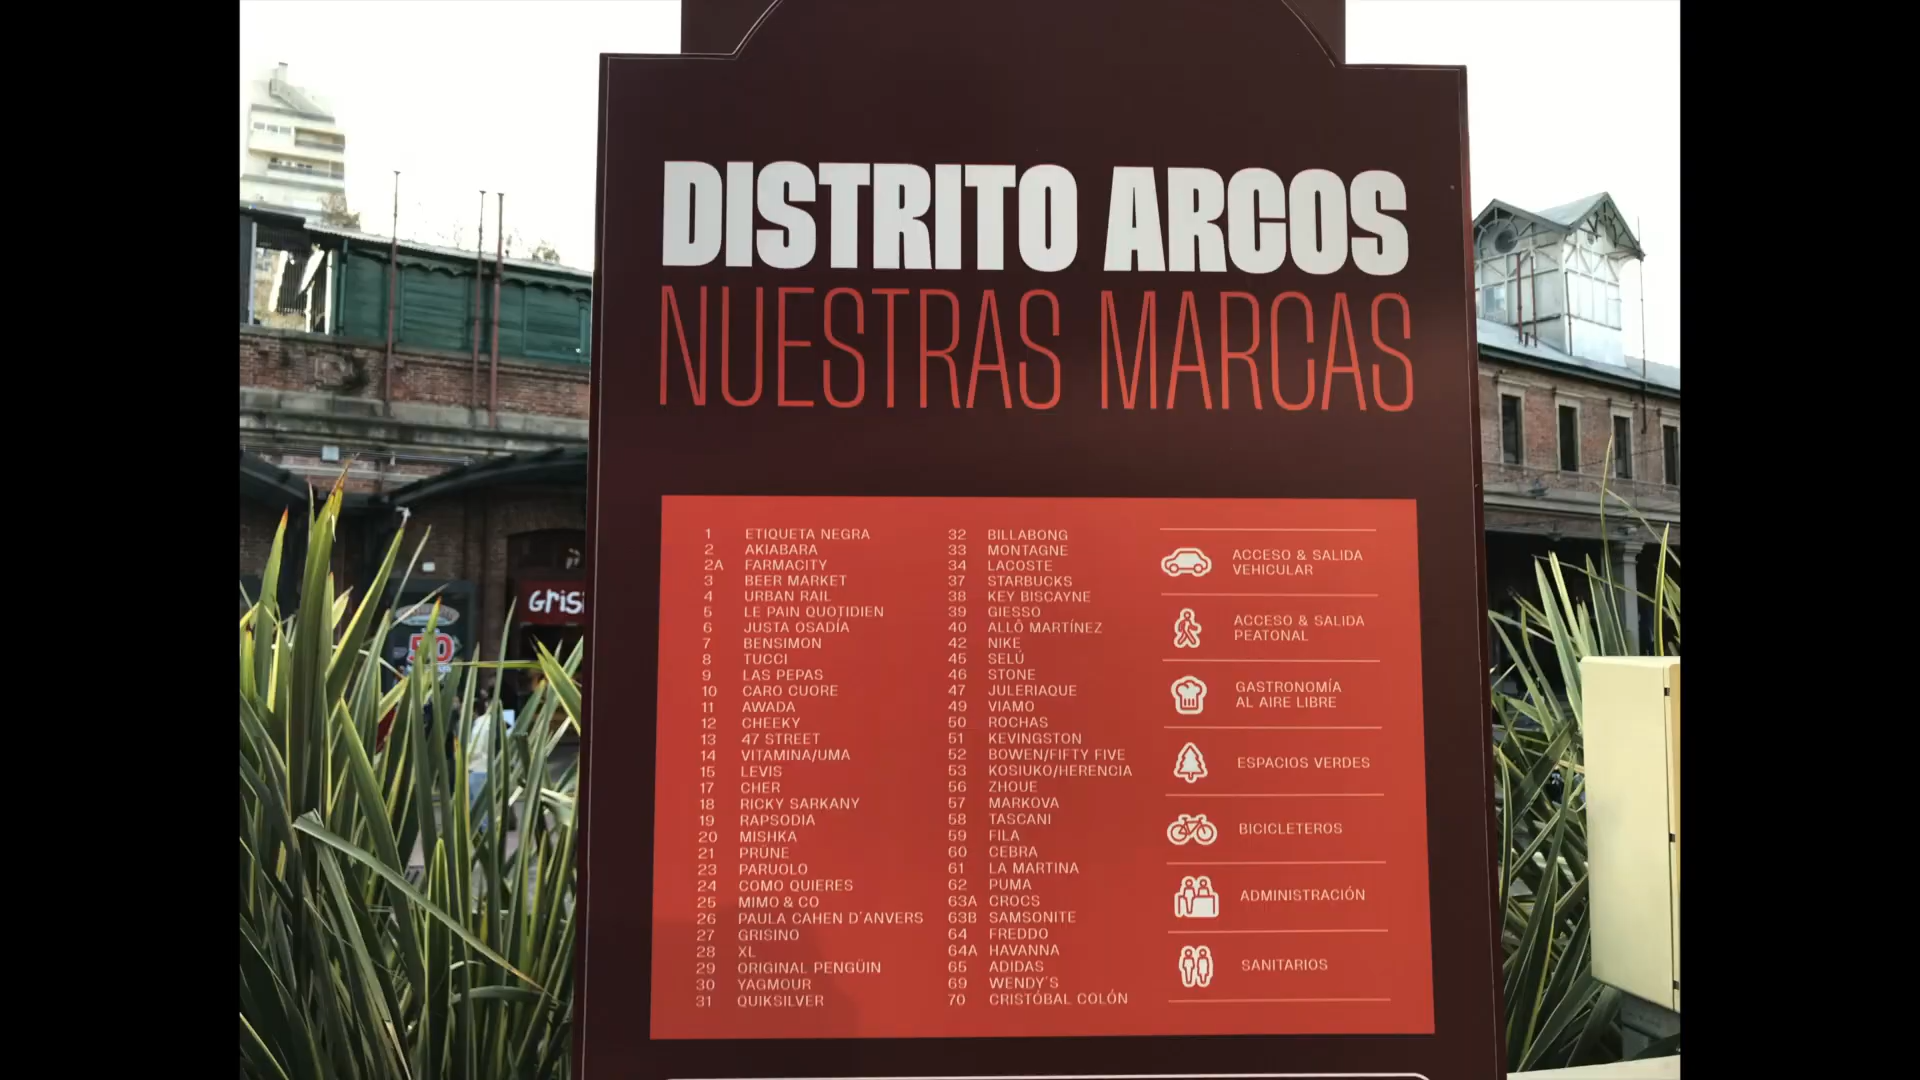 DISTRITO ARCOS
NUESTRAS MARCAS
1 ETIQUETA NEGRA
2 AKIABARA
2A FARMACITY
3 BEER MARKET
4 URBAN RAIL
5 LE PAIN QUOTIDIEN
6 JUSTA OSADÍA
7 BENSIMON
8 TUCCI
9 LAS PEPAS
10 CARO CUORE
11 AWADA
12 CHEEKY
13 47 STREET
14 VITAMINA/UMA
15 LEVIS
17 CHER
18 RICKY SARKANY
19 RAPSODIA
20 MISHKA
21 PRÜNE
23 PARUOLO
24 COMO QUIERES
25 MIMO & CO
26 PAULA CAHEN D´ANVERS
27 GRISINO
28 XL
29 ORIGINAL PENGÜIN
30 YAGMOUR
31 QUIKSILVER
32 BILLABONG
33 MONTAGNE
34 LACOSTE
37 STARBUCKS
38 KEY BISCAYNE
39 GIESSO
40 ALLÔ MARTÍNEZ
42 NIKE
45 SELÚ
46 STONE
47 JULERIAQUE
49 VIAMO
50 ROCHAS
51 KEVINGSTON
52 BOWEN/FIFTY FIVE
53 KOSIUKO/HERENCIA
56 ZHOUE
57 MARKOVA
58 TASCANI
59 FILA
60 CEBRA
61 LA MARTINA
62 PUMA
63A CROCS
63B SAMSONITE
64 FREDDO
64A HAVANNA
65 ADIDAS
69 WENDY´S
70 CRISTÓBAL COLÓN
ACCESO & SALIDA
VEHICULAR
ACCESO & SALIDA
PEATONAL
GASTRONOMÍA
AL AIRE LIBRE
ESPACIOS VERDES
BICICLETEROS
ADMINISTRACIÓN
SANITARIOS
Grisi
50